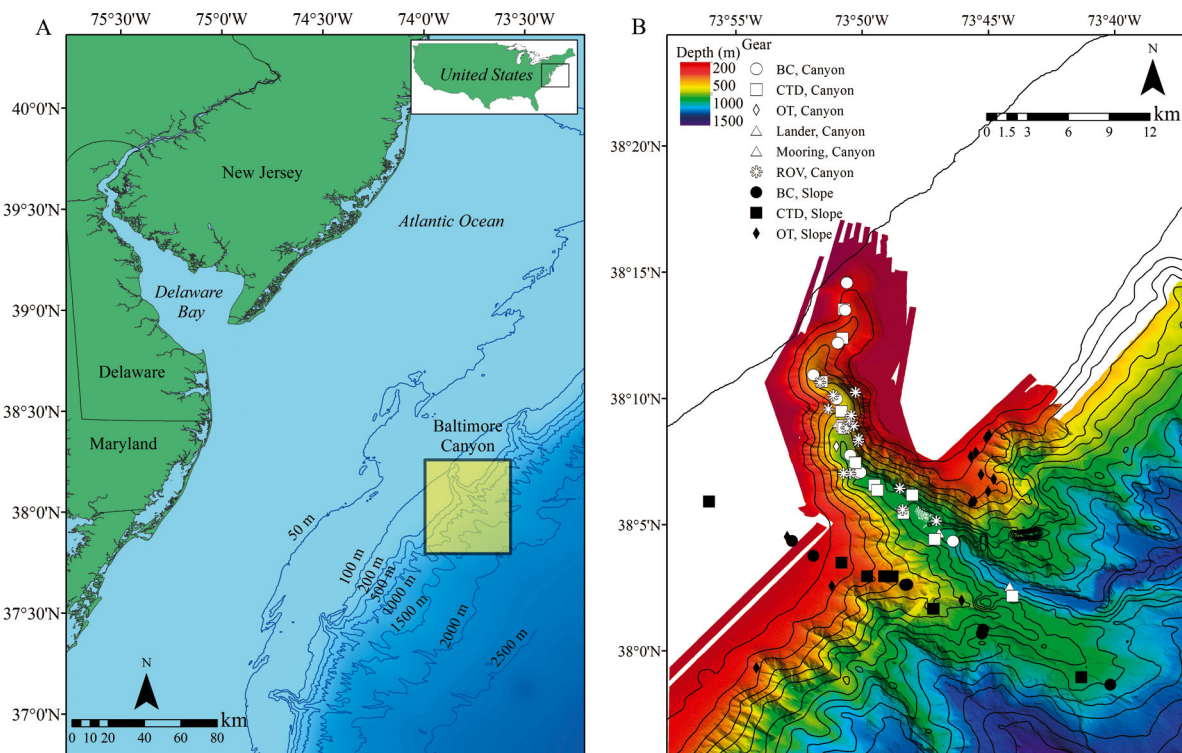 A
75°30'W 75°0'W 74°30'W 74°0'W 73°30'W
United States
40°0'N
New Jersey
39°30'N
Atlantic Ocean
Delaware
Bay
39°0'N
Delaware
38°30'N
Maryland
Baltimore
Canyon
38°0'N
50 m
100 m
200 m
500 m
1000 m
1500 m
2000 m
2500 m
37°30'N
N
37°0'N
0 10 20 40 60 80 km
B
73°55'W 73°50'W 73°45'W 73°40'W
Depth (m)
200
500
1000
1500
Gear
BC, Canyon
CTD, Canyon
OT, Canyon
Lander, Canyon
Mooring, Canyon
ROV, Canyon
BC, Slope
CTD, Slope
OT, Slope
N
km
0 1.5 3 6 9 12
38°20'N
38°15'N
38°10'N
38°5'N
38°0'N